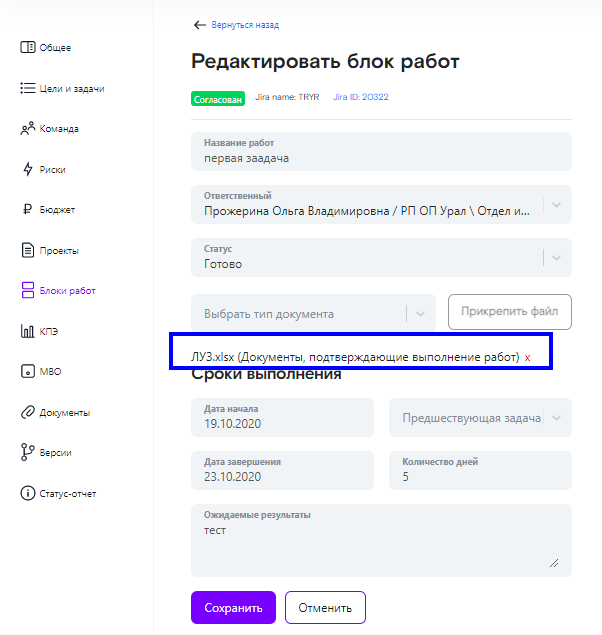 Вернуться назад
Общее
Редактировать блок работ
Цели и задачи
Согласован Jira name: TRYR Jira ID: 20322
Команда
Название работ
первая заадача
Риски
Ответственный
Прожерина Ольга Владимировна / РП ОП Урал \ Отдел и...
Бюджет
Статус
Готово
Проекты
Блоки работ
Выбрать тип документа
Прикрепить файл
КПЭ
ЛУЗ.xlsx (Документы, подтверждающие выполнение работ) x
МВО
Сроки выполнения
Документы
Дата начала
19.10.2020
Предшествующая задача
Версии
Дата завершения
23.10.2020
Количество дней
5
Статус-отчет
Ожидаемые результаты
тест
Сохранить
Отменить